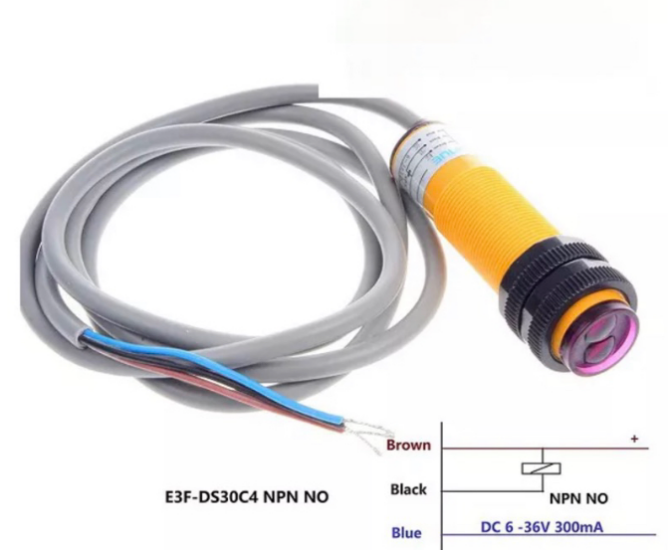 Brown
+
E3F-DS30C4 NPN NO
Black
NPN NO
Blue
DC 6 -36V 300mA